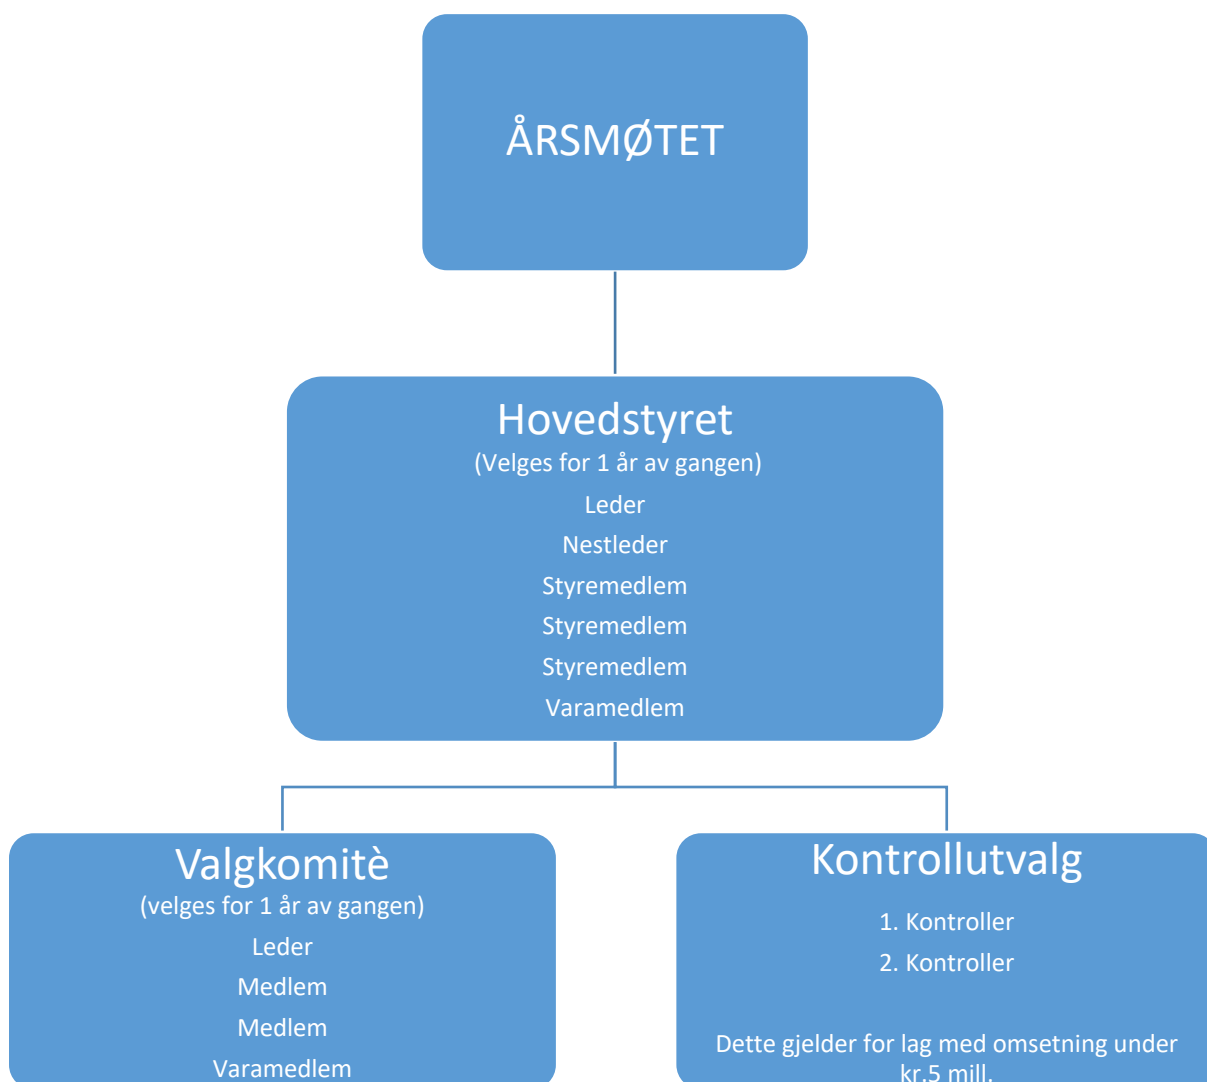 ÅRSMØTET
Hovedstyret
(Velges for 1 år av gangen)
Leder
Nestleder
Styremedlem
Styremedlem
Styremedlem
Varamedlem
Valgkomitè
(velges for 1 år av gangen)
Leder
Medlem
Medlem
Varamedlem
Kontrollutvalg
1. Kontroller
2. Kontroller
Dette gjelder for lag med omsetning under
kr.5 mill.